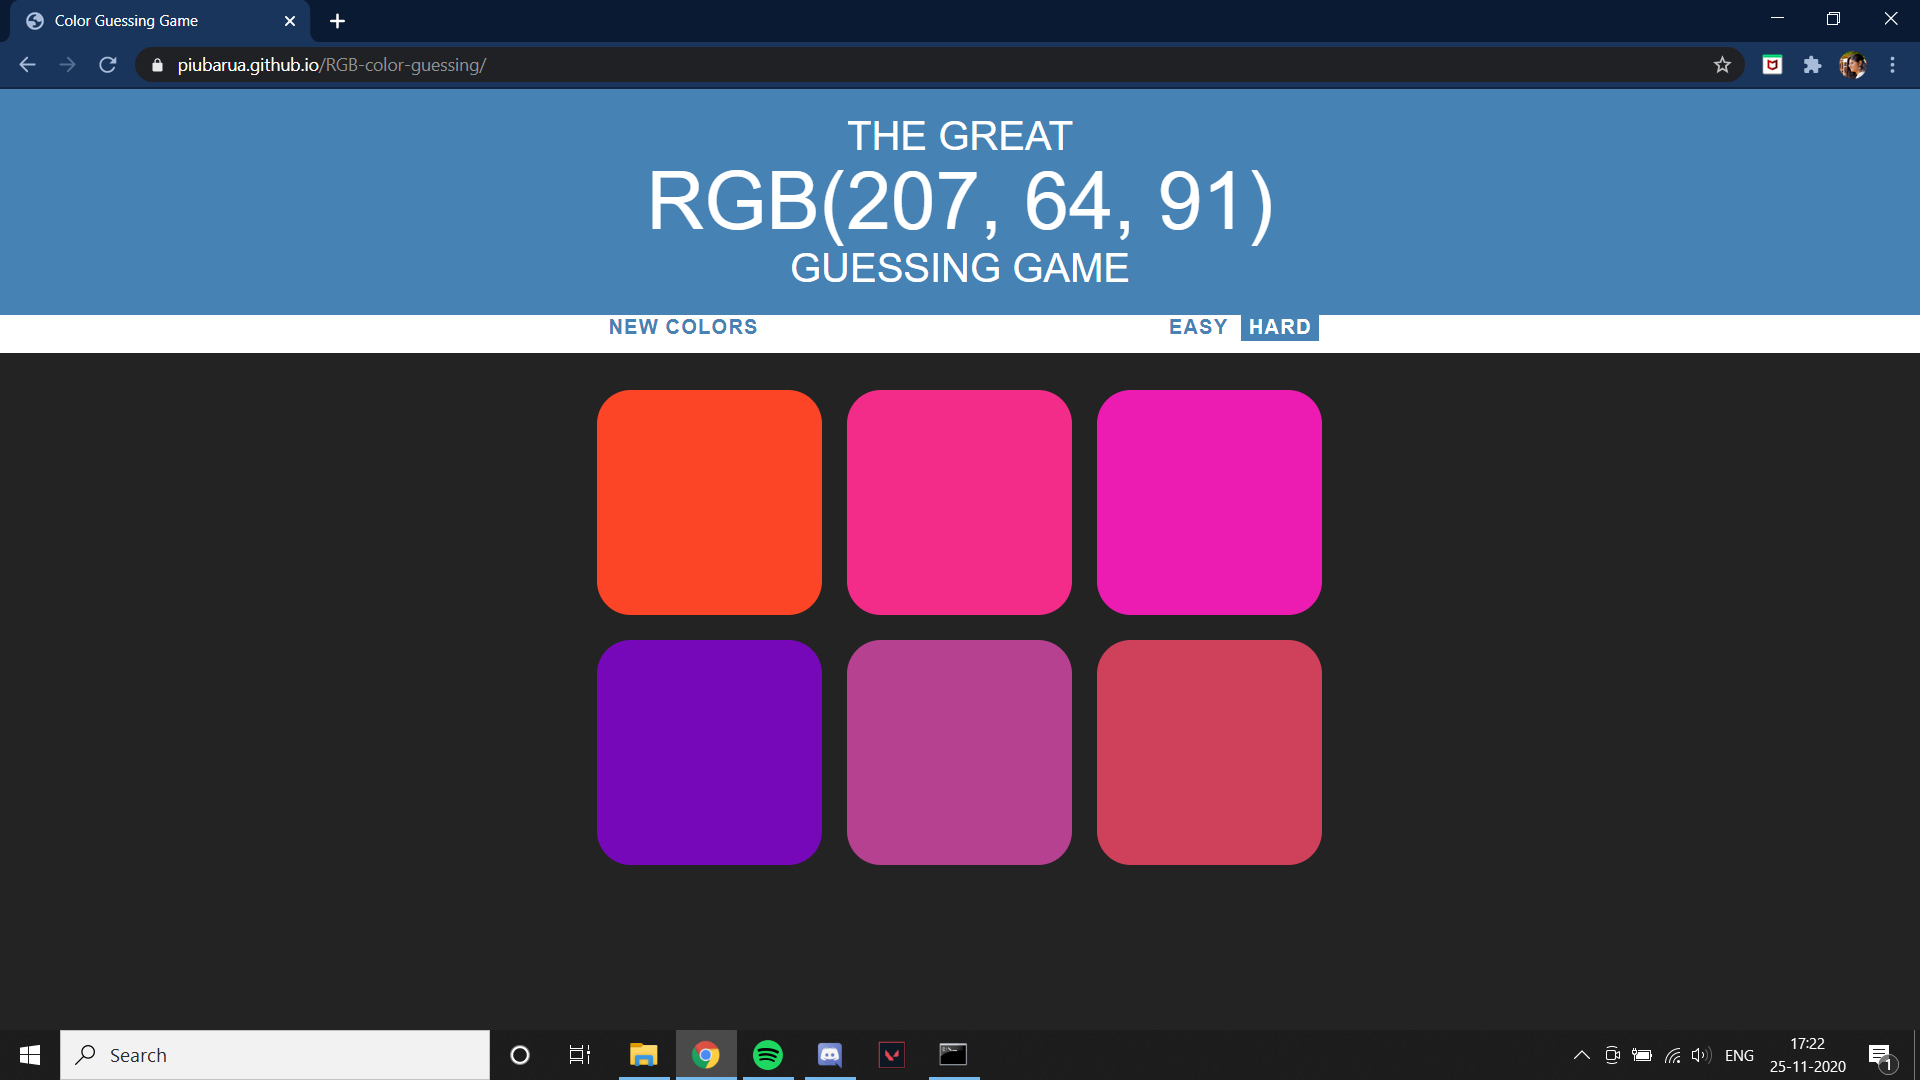 Color Guessing Game
piubarua.github.io/RGB-color-guessing/
THE GREAT
RGB(207, 64, 91)
GUESSING GAME
NEW COLORS
EASY HARD
Search
ENG
17:22
25-11-2020
1